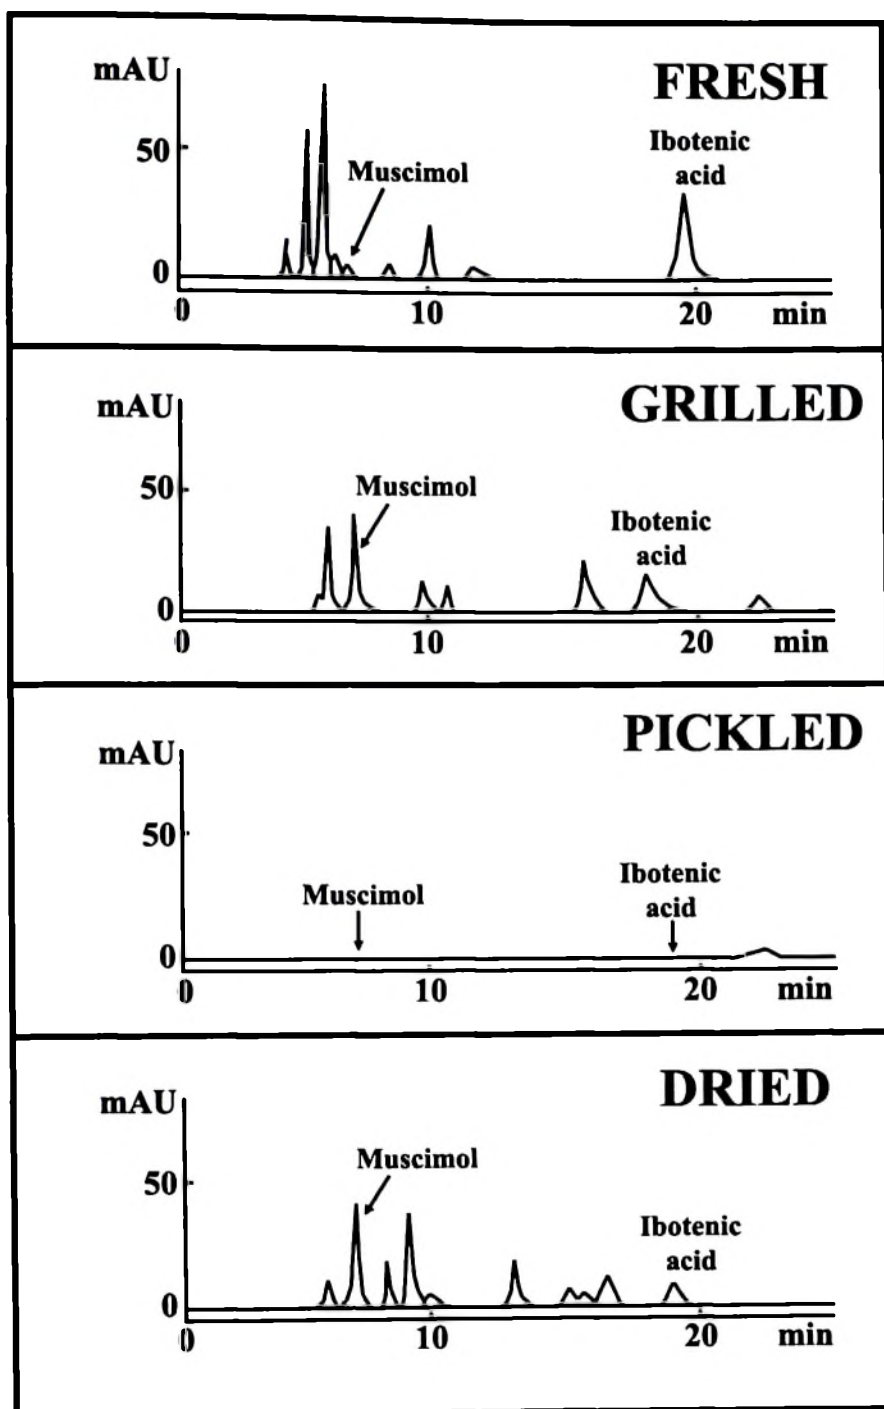 mAU
FRESH
50
Muscimol
Ibotenic
acid
0
0
10
20
min
mAU
GRILLED
50
Muscimol
Ibotenic
acid
0
0
10
20
min
mAU
PICKLED
50
Muscimol
Ibotenic
acid
0
0
10
20
min
mAU
DRIED
50
Muscimol
Ibotenic
acid
0
0
10
20
min